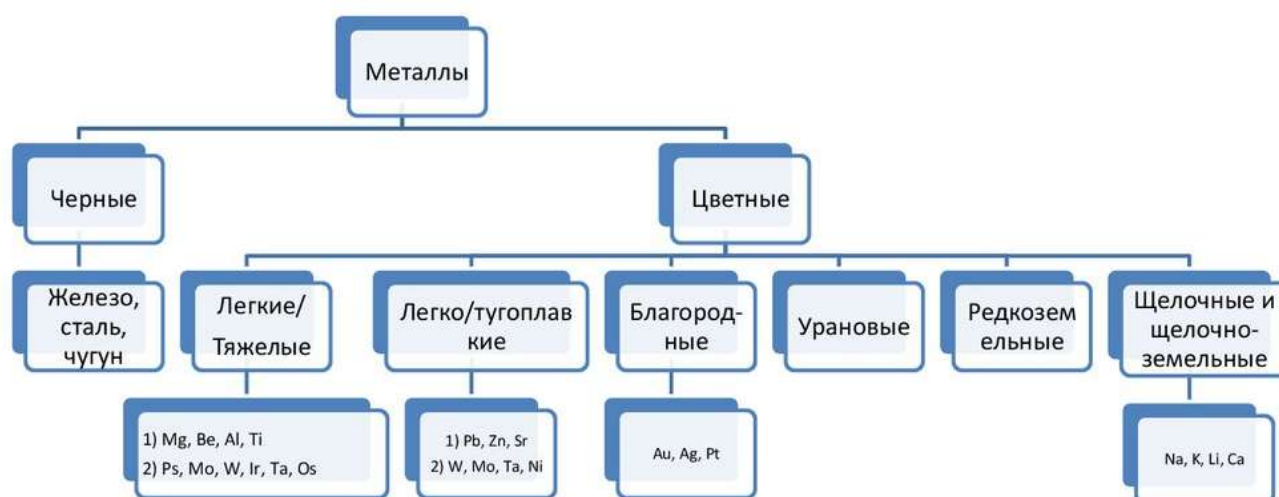 Металлы
Черные
Цветные
Железо,
сталь,
чугун
Легкие/
Тяжелые
Легко/тугоплав
кие
Благород-
ные
Урановые
Редкозем
ельные
Щелочные и
щелочно-
земельные
1) Mg, Be, Al, Ti
2) Ps, Mo, W, Ir, Ta, Os
1) Pb, Zn, Sr
2) W, Mo, Ta, Ni
Au, Ag, Pt
Na, K, Li, Ca